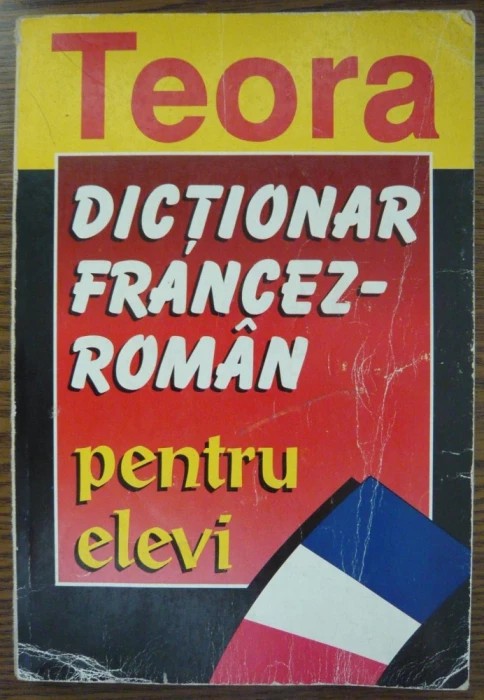 Teora
DICȚIONAR
FRANCEZ-
ROMÂN
pentru
elevi